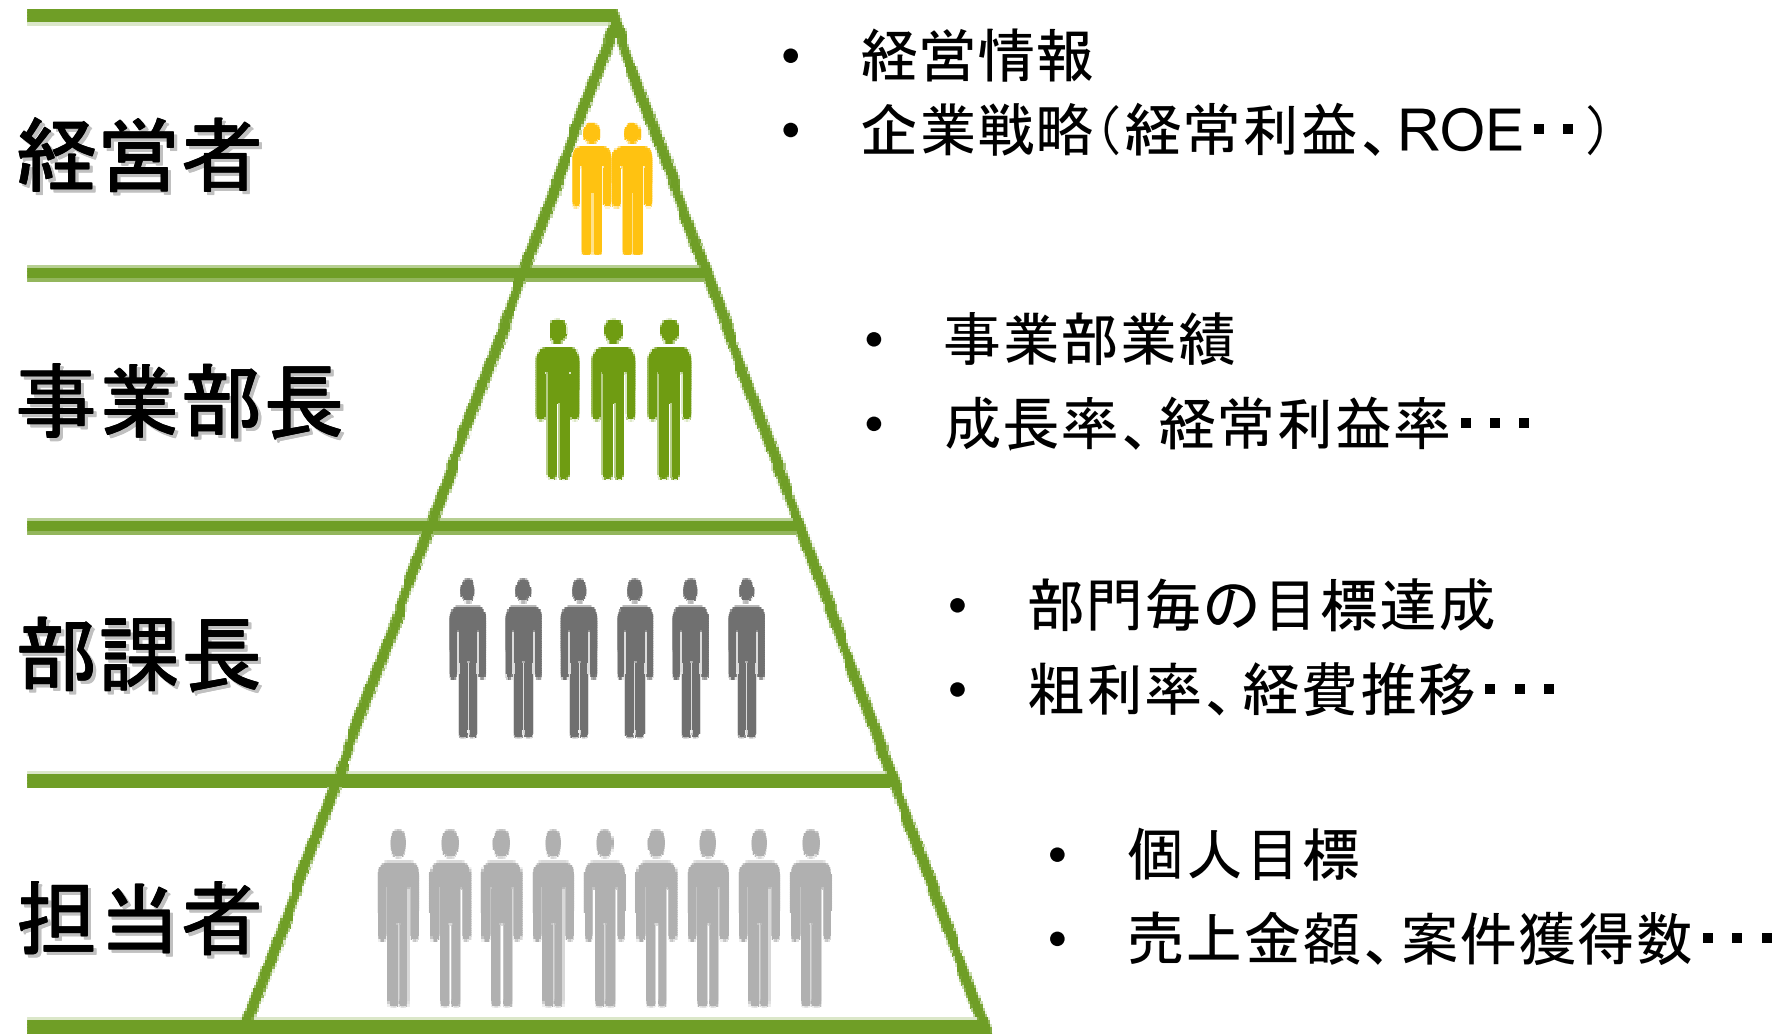 経営者
• 経営情報
• 企業戦略（経常利益、ROE・・）
事業部長
• 事業部業績
• 成長率、経常利益率・・・
部課長
• 部門毎の目標達成
• 粗利率、経費推移・・・
担当者
• 個人目標
• 売上金額、案件獲得数・・・